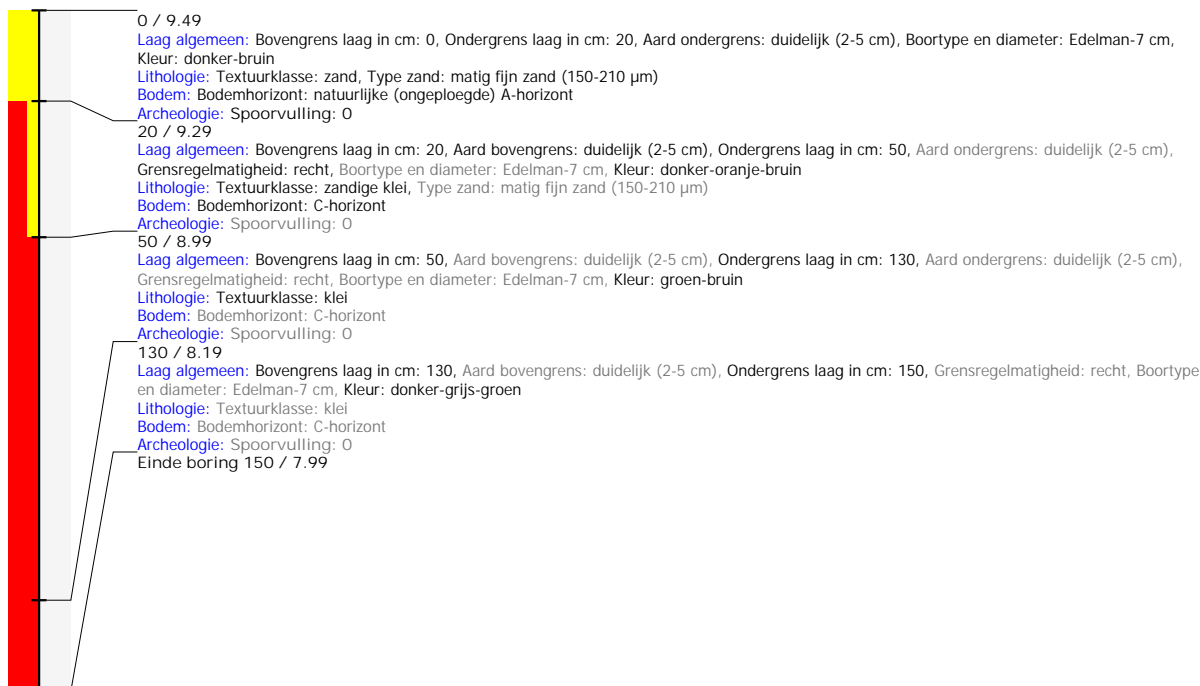 0 / 9.49
Laag algemeen: Bovengrens laag in cm: 0, Ondergrens laag in cm: 20, Aard ondergrens: duidelijk (2-5 cm), Boortype en diameter: Edelman-7 cm,
Kleur: donker-bruin
Lithologie: Textuurklasse: zand, Type zand: matig fijn zand (150-210 µm)
Bodem: Bodemhorizont: natuurlijke (ongeploegde) A-horizont
Archeologie: Spoorvulling: 0
20 / 9.29
Laag algemeen: Bovengrens laag in cm: 20, Aard bovengrens: duidelijk (2-5 cm), Ondergrens laag in cm: 50, Aard ondergrens: duidelijk (2-5 cm),
Grensregelmatigheid: recht, Boortype en diameter: Edelman-7 cm, Kleur: donker-oranje-bruin
Lithologie: Textuurklasse: zandige klei, Type zand: matig fijn zand (150-210 µm)
Bodem: Bodemhorizont: C-horizont
Archeologie: Spoorvulling: 0
50 / 8.99
Laag algemeen: Bovengrens laag in cm: 50, Aard bovengrens: duidelijk (2-5 cm), Ondergrens laag in cm: 130, Aard ondergrens: duidelijk (2-5 cm),
Grensregelmatigheid: recht, Boortype en diameter: Edelman-7 cm, Kleur: groen-bruin
Lithologie: Textuurklasse: klei
Bodem: Bodemhorizont: C-horizont
Archeologie: Spoorvulling: 0
130 / 8.19
Laag algemeen: Bovengrens laag in cm: 130, Aard bovengrens: duidelijk (2-5 cm), Ondergrens laag in cm: 150, Grensregelmatigheid: recht, Boortype
en diameter: Edelman-7 cm, Kleur: donker-grijs-groen
Lithologie: Textuurklasse: klei
Bodem: Bodemhorizont: C-horizont
Archeologie: Spoorvulling: 0
Einde boring 150 / 7.99